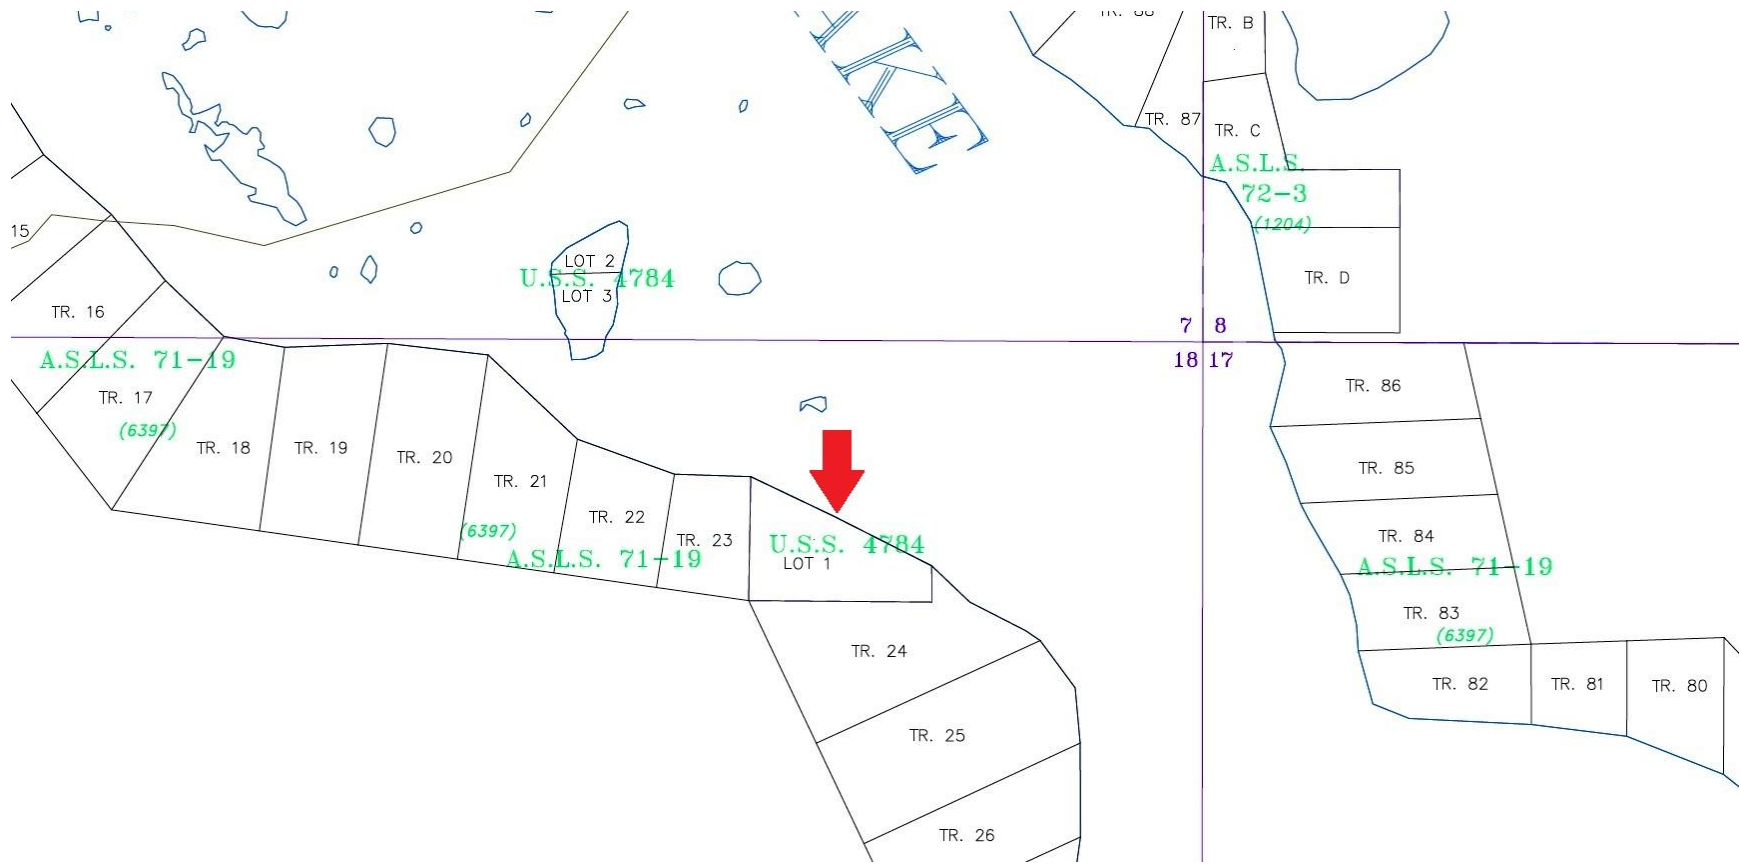 TR. B
TR. 87
TR. C
A.S.L.S.
72-3
(1204)
15
LOT 2
U.S.S. 4784
LOT 3
TR. D
TR. 16
7 8
18 17
A.S.L.S. 71-19
TR. 17
(6397)
TR. 18
TR. 19
TR. 20
TR. 21
(6397)
TR. 22
A.S.L.S. 71-19
TR. 23
U.S.S. 4784
LOT 1
TR. 86
TR. 85
TR. 84
A.S.L.S. 71-19
TR. 83
(6397)
TR. 82
TR. 81
TR. 80
TR. 24
TR. 25
TR. 26